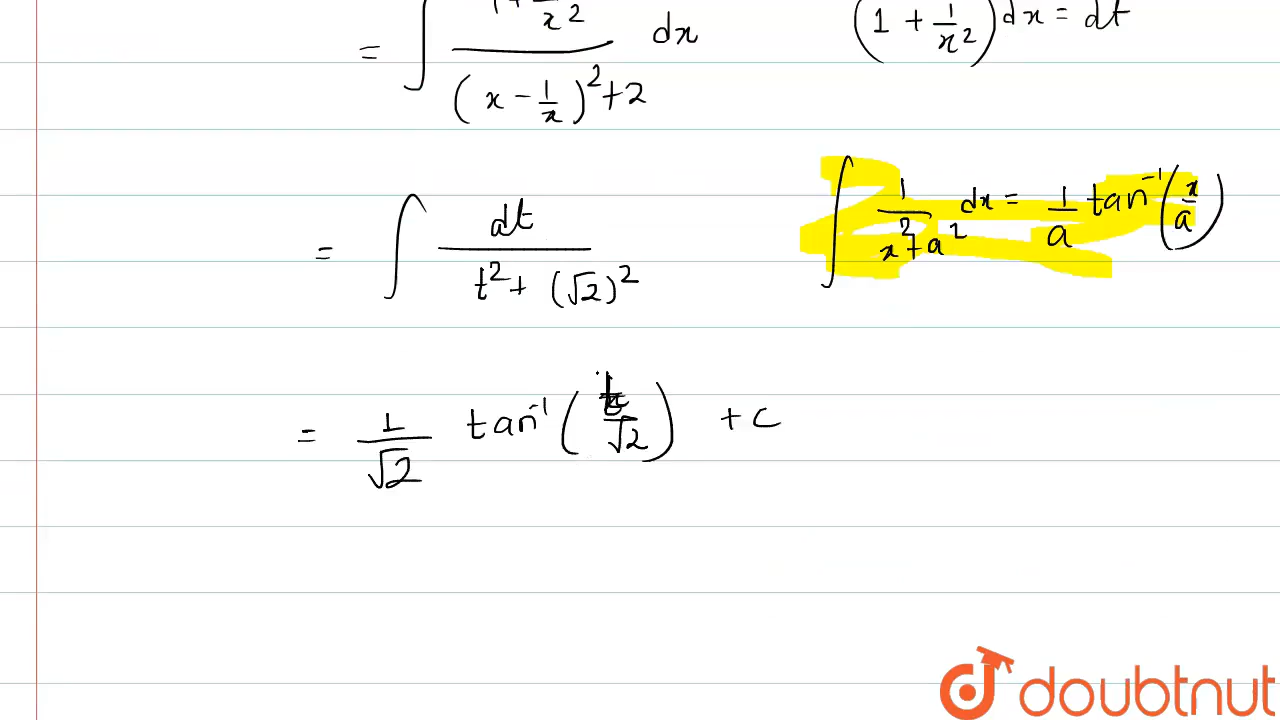 = ∫ (1 + 1/x²) / ((x - 1/x)² + 2) dx
(1 + 1/x²) dx = dt
= ∫ dt / (t² + (√2)²)
∫ 1/(x² + a²) dx = 1/a tan⁻¹(x/a)
= 1/√2 tan⁻¹(t/√2) + c
doubtnut